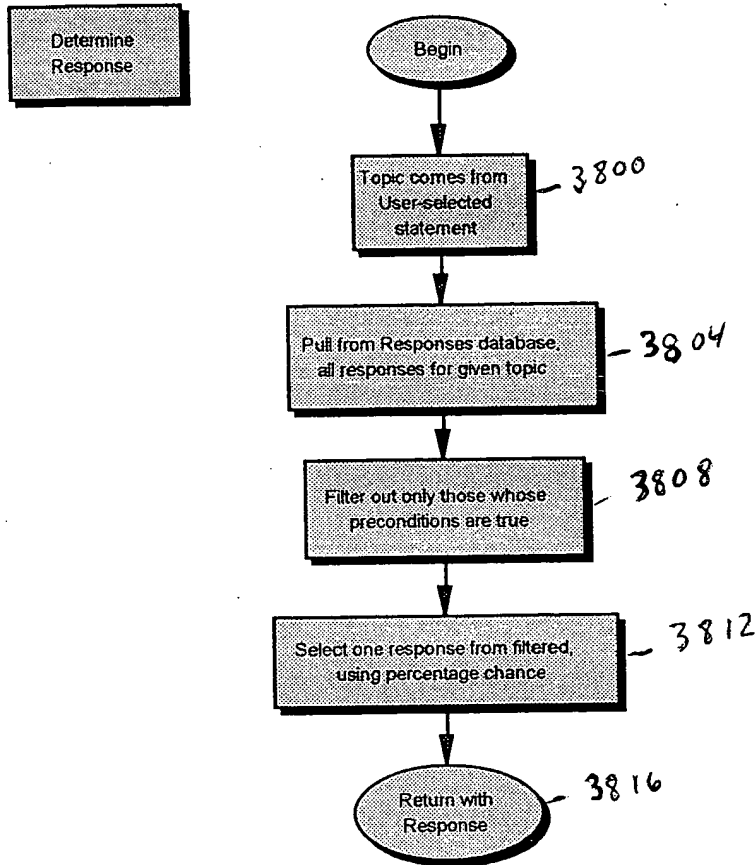 Determine
Response
Begin
Topic comes from
User-selected
statement
3800
Pull from Responses database,
all responses for given topic
3804
Filter out only those whose
preconditions are true
3808
Select one response from filtered,
using percentage chance
3812
Return with
Response
3816